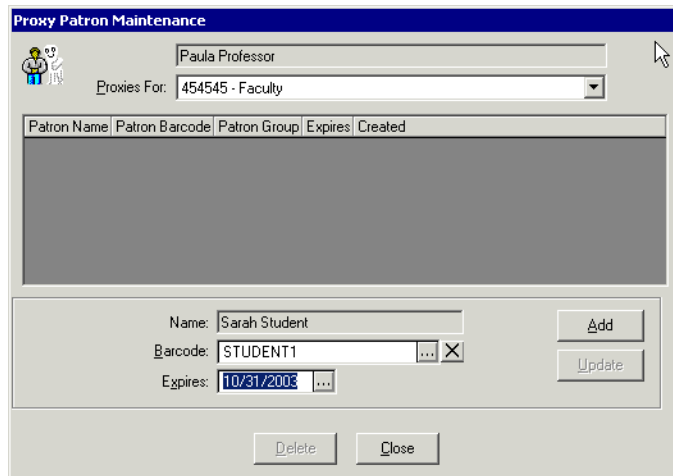 Proxy Patron Maintenance
Paula Professor
Proxies For: 454545 - Faculty
Patron Name Patron Barcode Patron Group Expires Created
Name: Sarah Student
Add
Barcode: STUDENT1 ...
Update
Expires: 10/31/2003 ...
Delete Close